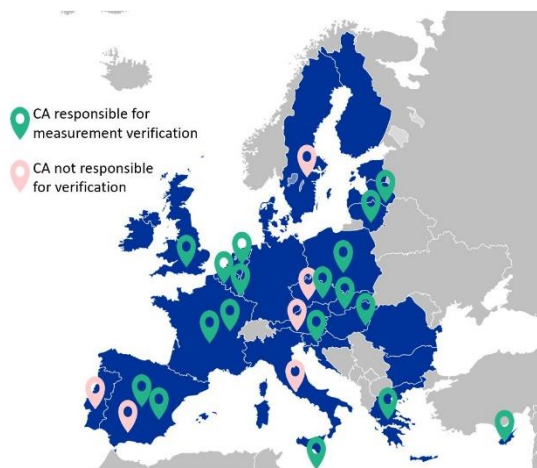 CA responsible for
measurement verification
CA not responsible
for verification